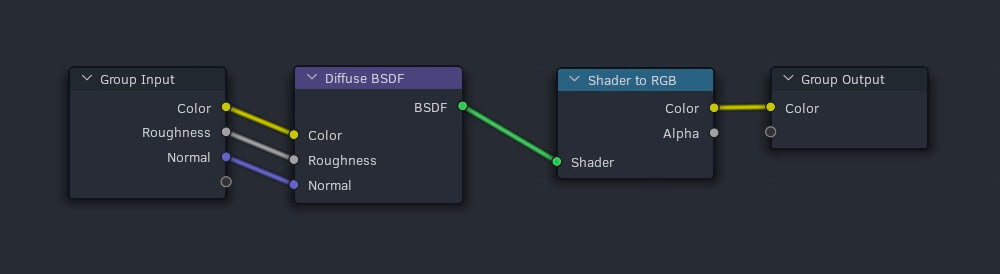 Group Input
Color
Roughness
Normal
Diffuse BSDF
BSDF
Color
Roughness
Normal
Shader to RGB
Color
Alpha
Shader
Group Output
Color